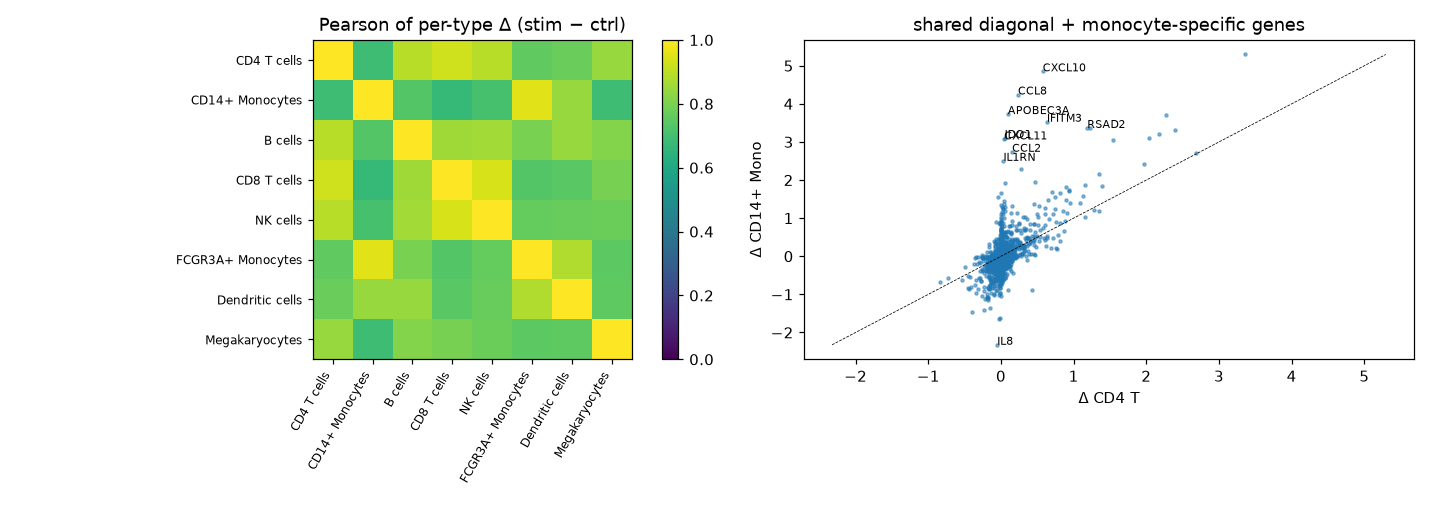 Pearson of per-type Δ (stim − ctrl)
CD4 T cells
CD14+ Monocytes
B cells
CD8 T cells
NK cells
FCGR3A+ Monocytes
Dendritic cells
Megakaryocytes
CD4 T cells
CD14+ Monocytes
B cells
CD8 T cells
NK cells
FCGR3A+ Monocytes
Dendritic cells
Megakaryocytes
1.0
0.8
0.6
0.4
0.2
0.0
shared diagonal + monocyte-specific genes
Δ CD14+ Mono
5
4
3
2
1
0
−1
−2
CXCL10
CCL8
APOBEC3A
IFITM3
RSAD2
IDO1
CXCL11
CCL2
IL1RN
IL8
−2
−1
0
1
2
3
4
5
Δ CD4 T